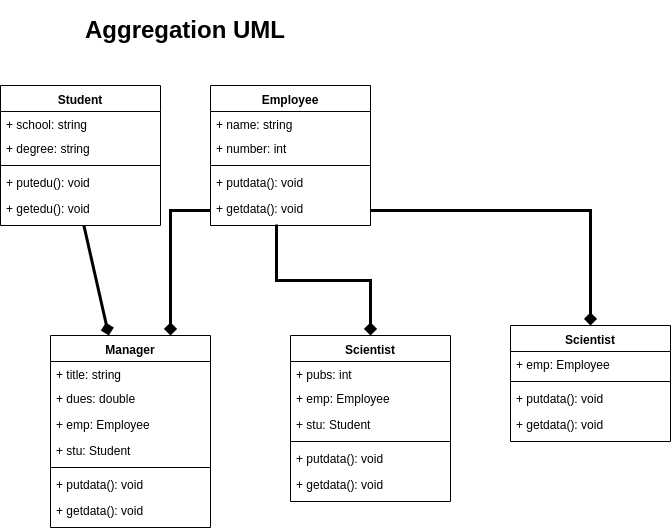 Aggregation UML
Student
+ school: string
+ degree: string
+ putedu(): void
+ getedu(): void
Employee
+ name: string
+ number: int
+ putdata(): void
+ getdata(): void
Manager
+ title: string
+ dues: double
+ emp: Employee
+ stu: Student
+ putdata(): void
+ getdata(): void
Scientist
+ pubs: int
+ emp: Employee
+ stu: Student
+ putdata(): void
+ getdata(): void
Scientist
+ emp: Employee
+ putdata(): void
+ getdata(): void